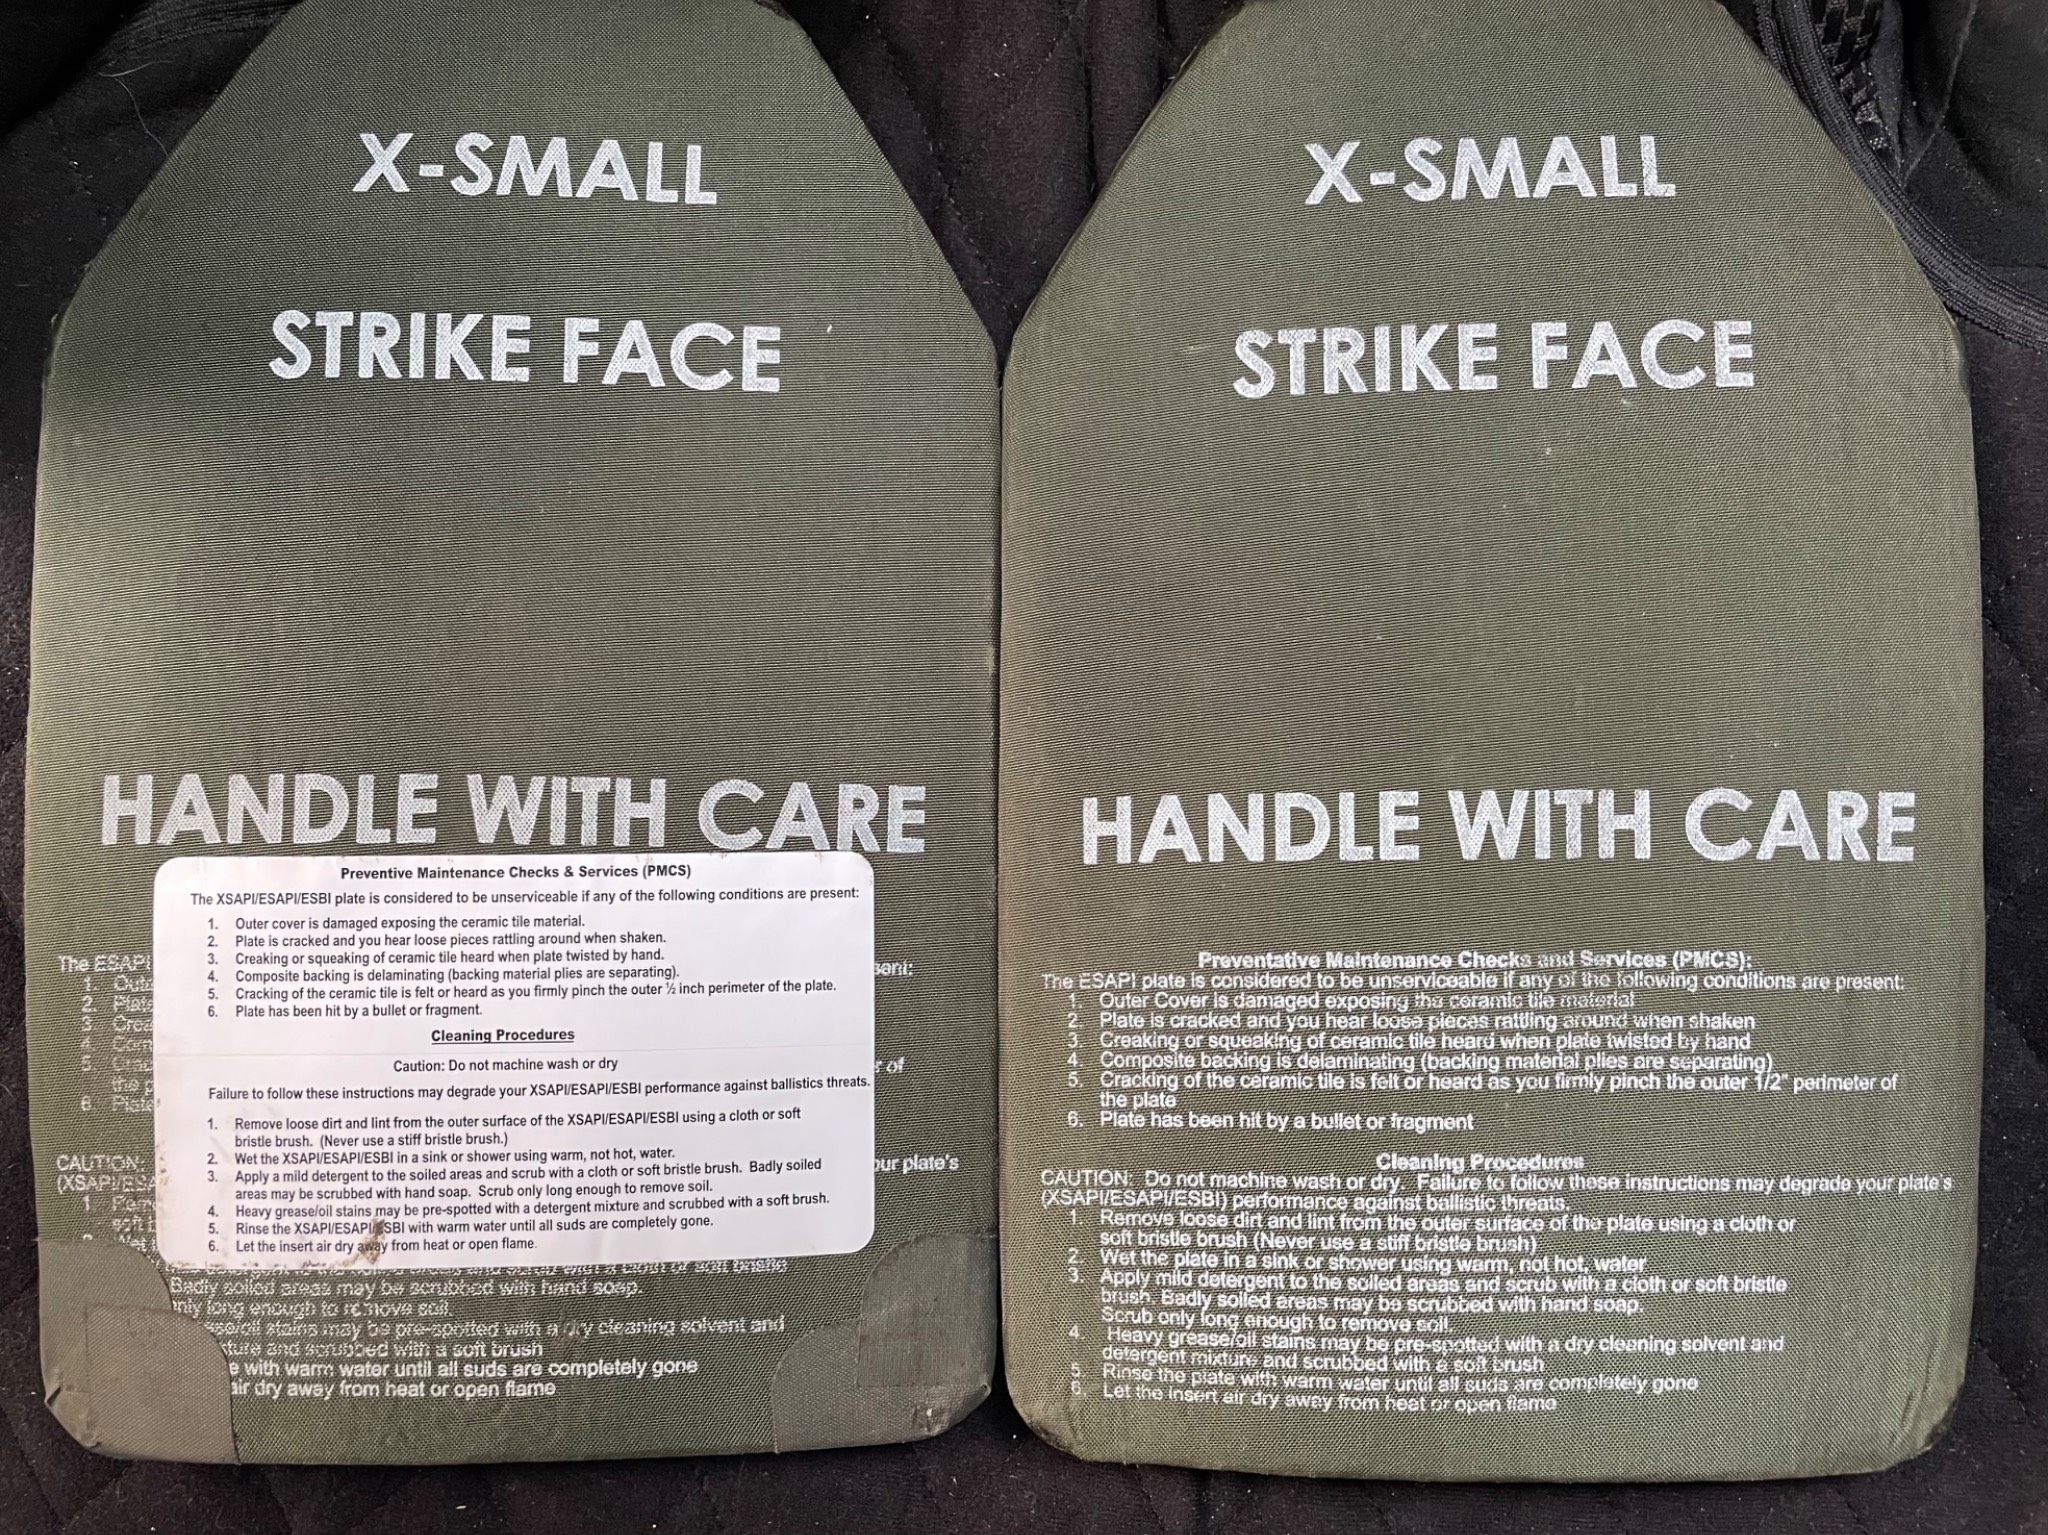 X-SMALL
STRIKE FACE
HANDLE WITH CARE
Preventive Maintenance Checks & Services (PMCS)
The XSAPI/ESAPI/ESBI plate is considered to be unserviceable if any of the following conditions are present:
1. Outer cover is damaged exposing the ceramic tile material.
2. Plate is cracked and you hear loose pieces rattling around when shaken.
3. Creaking or squeaking of ceramic tile heard when plate twisted by hand.
4. Composite backing is delaminating (backing material plies are separating).
5. Cracking of the ceramic tile is felt or heard as you firmly pinch the outer ½ inch perimeter of the plate.
6. Plate has been hit by a bullet or fragment.
Cleaning Procedures
Caution: Do not machine wash or dry
Failure to follow these instructions may degrade your XSAPI/ESAPI/ESBI performance against ballistics threats.
1. Remove loose dirt and lint from the outer surface of the XSAPI/ESAPI/ESBI using a cloth or soft
bristle brush. (Never use a stiff bristle brush.)
2. Wet the XSAPI/ESAPI/ESBI in a sink or shower using warm, not hot, water.
3. Apply a mild detergent to the soiled areas and scrub with a cloth or soft bristle brush. Badly soiled
areas may be scrubbed with hand soap. Scrub only long enough to remove soil.
4. Heavy grease/oil stains may be pre-spotted with a detergent mixture and scrubbed with a soft brush.
5. Rinse the XSAPI/ESAPI/ SBI with warm water until all suds are completely gone.
6. Let the insert air dry away from heat or open flame.
The ESAPI
1.
2. Plate
3.
5.
the p
6. Plate
of
CAUTION:
our plate's
1
Badly soiled areas may be scrubbed with hand soap.
only long enough to remove soil.
stains may be pre-spotted with a dry cleaning solvent and
ture and scrubbed with a soft brush
e with warm water until all suds are completely gone
air dry away from heat or open flame
X-SMALL
STRIKE FACE
HANDLE WITH CARE
Preventative Maintenance Checks and Services (PMCS):
The ESAPI plate is considered to be unserviceable if any of the following conditions are present:
1. Outer Cover is damaged exposing the ceramic tile material
2. Plate is cracked and you hear loose pieces rattling around when shaken
3. Creaking or squeaking of ceramic tile heard when plate twisted by hand
4. Composite backing is delaminating (backing material plies are separating)
5. Cracking of the ceramic tile is felt or heard as you firmly pinch the outer 1/2" perimeter of
the plate
6. Plate has been hit by a bullet or fragment
Cleaning Procedures
CAUTION: Do not machine wash or dry. Failure to follow these instructions may degrade your plate's
(XSAPI/ESAPI/ESBI) performance against ballistic threats.
1. Remove loose dirt and lint from the outer surface of the plate using a cloth or
soft bristle brush (Never use a stiff bristle brush)
2. Wet the plate in a sink or shower using warm, not hot, water
3. Apply mild detergent to the soiled areas and scrub with a cloth or soft bristle
brush. Badly soiled areas may be scrubbed with hand soap.
Scrub only long enough to remove soil.
4. Heavy grease/oil stains may be pre-spotted with a dry cleaning solvent and
detergent mixture and scrubbed with a soft brush
5. Rinse the plate with warm water until all suds are completely gone
6. Let the insert air dry away from heat or open flame